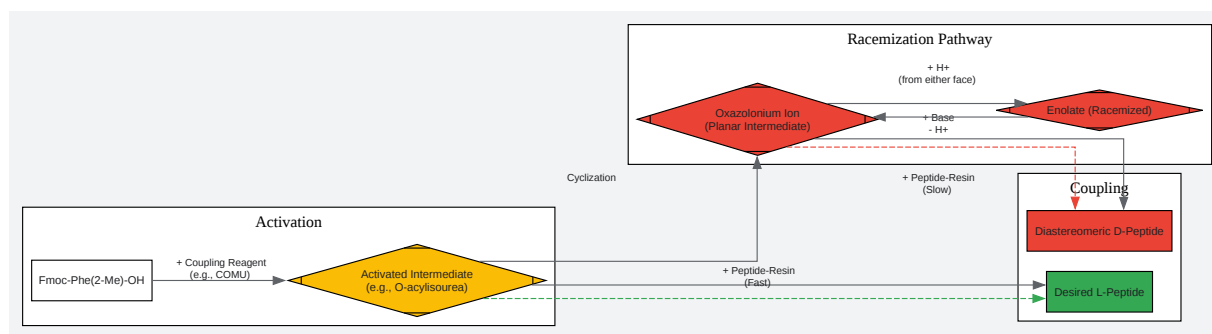 Racemization Pathway
+ H+
(from either face)
Oxazolonium Ion
(Planar Intermediate)
Enolate (Racemized)
+ Base
- H+
Cyclization
+ Peptide-Resin
(Slow)
Coupling
Activation
Diastereomeric D-Peptide
+ Coupling Reagent
(e.g., COMU)
Fmoc-Phe(2-Me)-OH
Activated Intermediate
(e.g., O-acylisourea)
+ Peptide-Resin
(Fast)
Desired L-Peptide